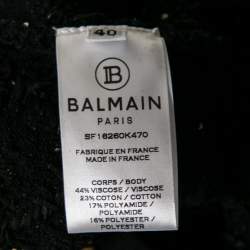 40
B
BALMAIN
PARIS
SF16260K470
FABRIQUE EN FRANCE
MADE IN FRANCE
CORPS / BODY
44% VISCOSE / VISCOSE
23% COTON / COTTON
17% POLYAMIDE /
POLYAMIDE
16% POLYESTER /
POLYESTER